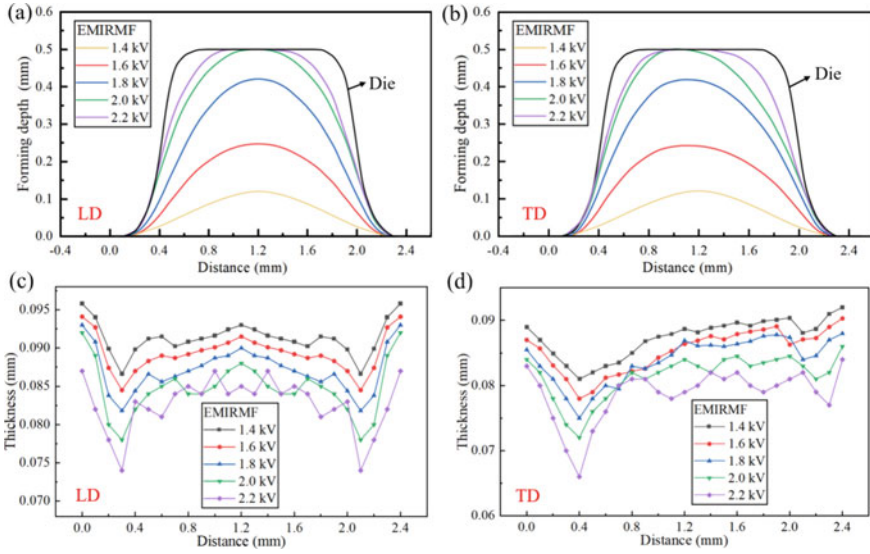 (a)
EMIRMF
1.4 kV
1.6 kV
1.8 kV
2.0 kV
2.2 kV
Die
LD
Forming depth (mm)
0.0
0.1
0.2
0.3
0.4
0.5
0.6
-0.4 0.0 0.4 0.8 1.2 1.6 2.0 2.4
Distance (mm)
(b)
EMIRMF
1.4 kV
1.6 kV
1.8 kV
2.0 kV
2.2 kV
Die
TD
Forming depth (mm)
0.0
0.1
0.2
0.3
0.4
0.5
0.6
-0.4 0.0 0.4 0.8 1.2 1.6 2.0 2.4
Distance (mm)
(c)
EMIRMF
1.4 kV
1.6 kV
1.8 kV
2.0 kV
2.2 kV
LD
Thickness (mm)
0.070
0.075
0.080
0.085
0.090
0.095
0.0 0.4 0.8 1.2 1.6 2.0 2.4
Distance (mm)
(d)
EMIRMF
1.4 kV
1.6 kV
1.8 kV
2.0 kV
2.2 kV
TD
Thickness (mm)
0.06
0.07
0.08
0.09
0.0 0.4 0.8 1.2 1.6 2.0 2.4
Distance (mm)